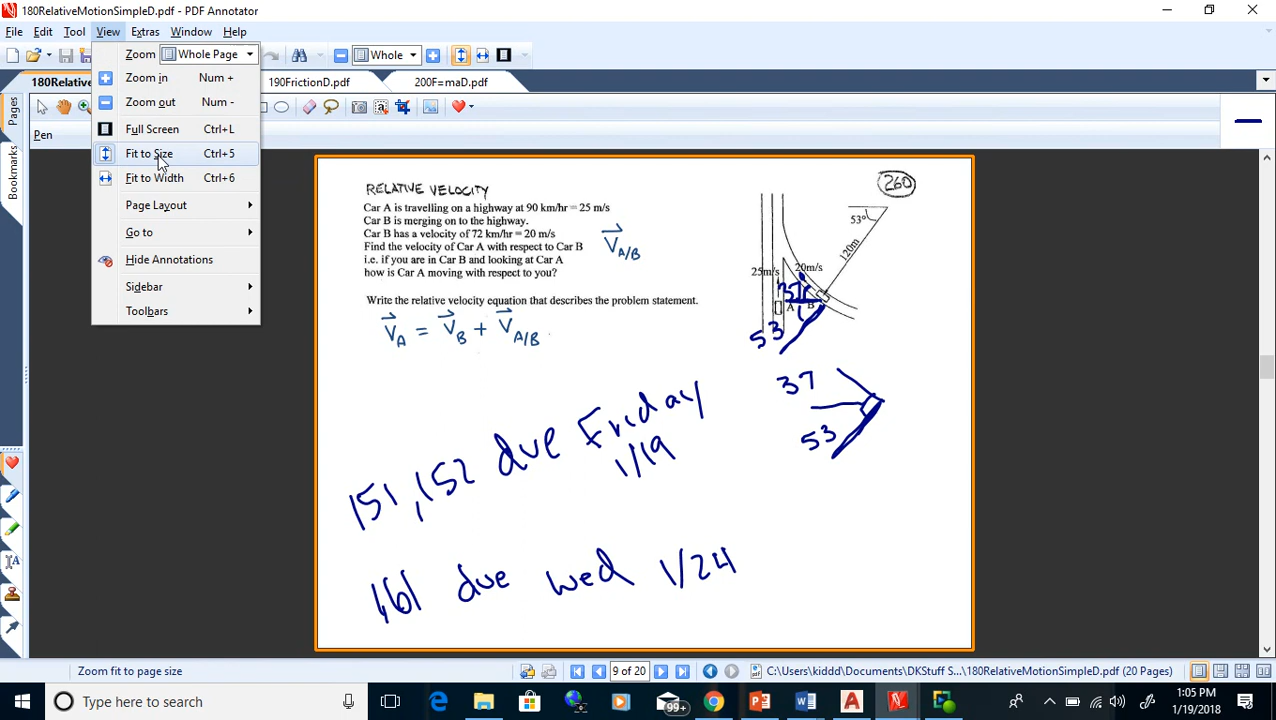 180RelativeMotionSimpleD.pdf - PDF Annotator
File Edit Tool View Extras Window Help
Zoom Whole Page
Whole
Zoom in Num +
180Relative
190FrictionD.pdf
200F=maD.pdf
Zoom out Num -
Full Screen Ctrl+L
Pen
Fit to Size Ctrl+5
Fit to Width Ctrl+6
Page Layout
Go to
Hide Annotations
Sidebar
Toolbars
Pages
Bookmarks
RELATIVE VELOCITY
260
Car A is travelling on a highway at 90 km/hr = 25 m/s
Car B is merging on to the highway.
Car B has a velocity of 72 km/hr = 20 m/s
Find the velocity of Car A with respect to Car B
i.e. if you are in Car B and looking at Car A
how is Car A moving with respect to you?
V A/B
53º
120m
25m/s
20m/s
37
A B
53
Write the relative velocity equation that describes the problem statement.
V A = V B + V A/B
37
53
151,152 due Friday
1/19
161 due wed 1/24
Zoom fit to page size
9 of 20
C:\Users\kiddd\Documents\DKStuff S...\180RelativeMotionSimpleD.pdf (20 Pages)
Type here to search
99+
1:05 PM
1/19/2018